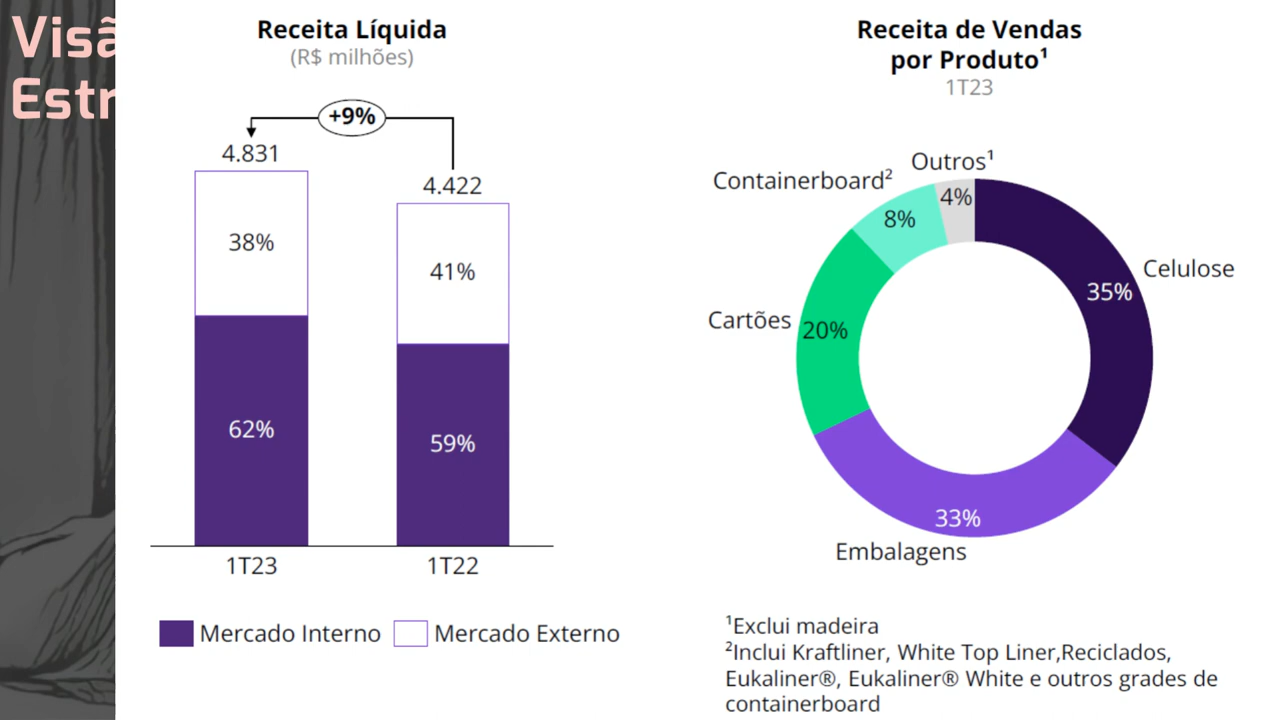 Visã
Estr
Receita Líquida
(R$ milhões)
+9%
4.831
4.422
38%
41%
62%
59%
1T23
1T22
Mercado Interno
Mercado Externo
Receita de Vendas
por Produto¹
1T23
Outros¹
Containerboard²
4%
8%
Celulose
35%
Cartões
20%
33%
Embalagens
¹Exclui madeira
²Inclui Kraftliner, White Top Liner,Reciclados,
Eukaliner®, Eukaliner® White e outros grades de
containerboard